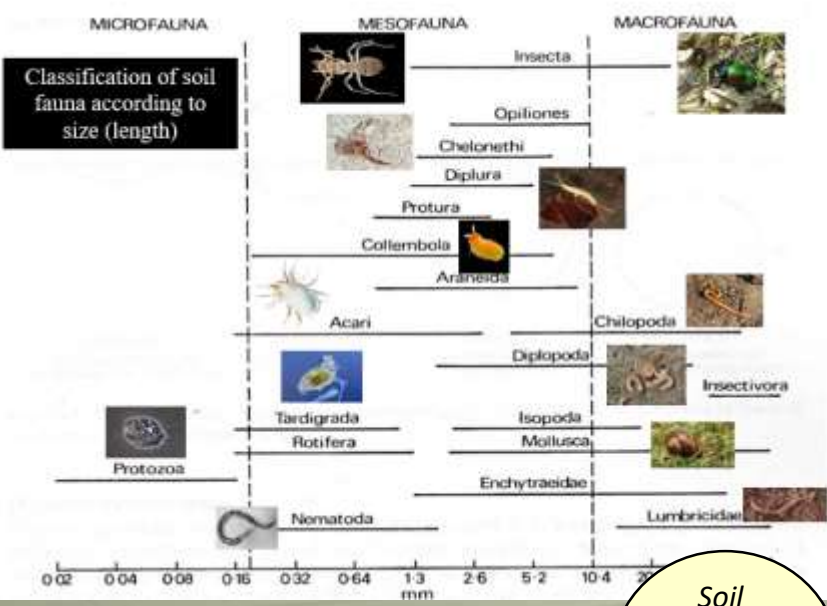 MICROFAUNA MESOFAUNA MACROFAUNA
Classification of soil
fauna according to
size (length)
Insecta
Opiliones
Chelonethi
Diplura
Protura
Collembola
Araneida
Acari
Chilopoda
Diplopoda
Insectivora
Tardigrada
Isopoda
Rotifera
Mollusca
Protozoa
Enchytraeidae
Nematoda
Lumbricidae
0·02 0·04 0·08 0·16 0·32 0·64 1·3 2·6 5·2 10·4 20
mm
Soil